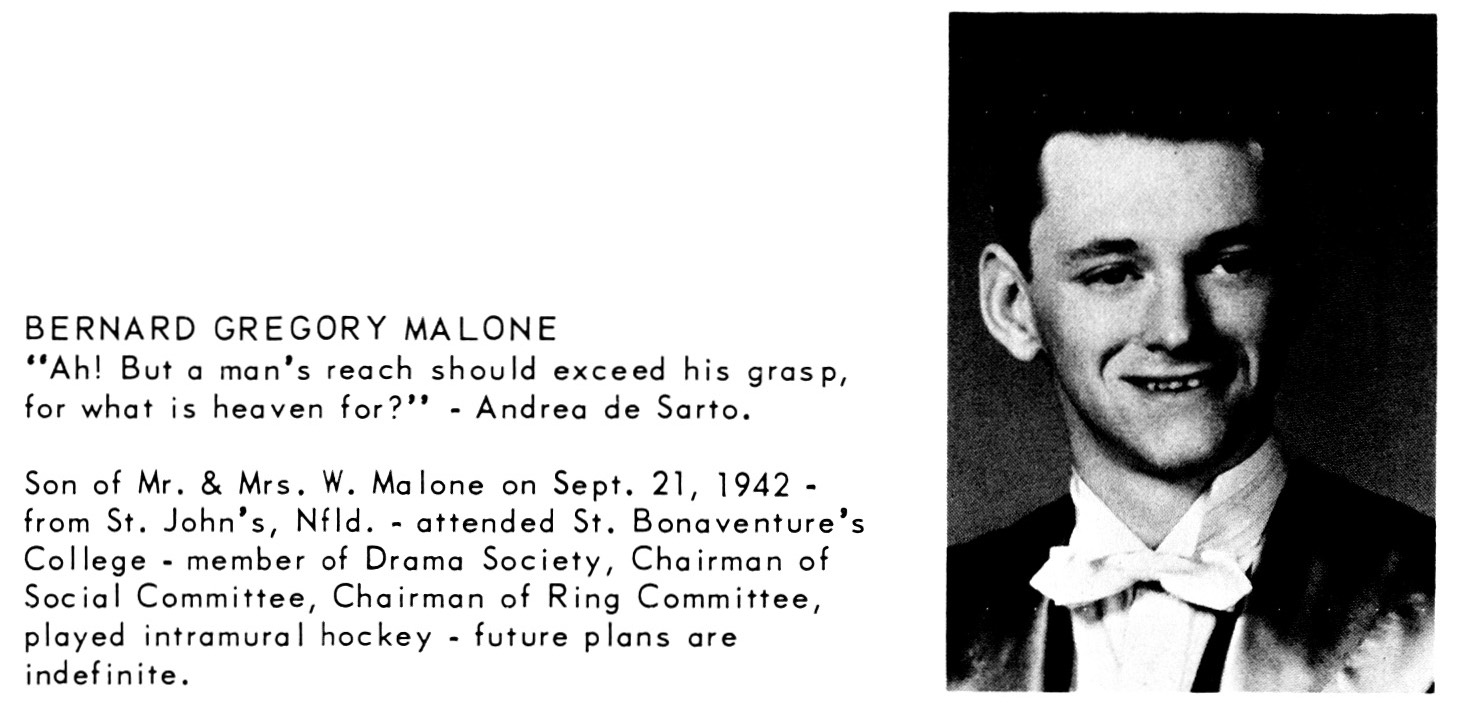 BERNARD GREGORY MALONE
"Ah! But a man's reach should exceed his grasp,
for what is heaven for?" - Andrea de Sarto.
Son of Mr. & Mrs. W. Malone on Sept. 21, 1942 -
from St. John's, Nfld. - attended St. Bonaventure's
College - member of Drama Society, Chairman of
Social Committee, Chairman of Ring Committee,
played intramural hockey - future plans are
indefinite.